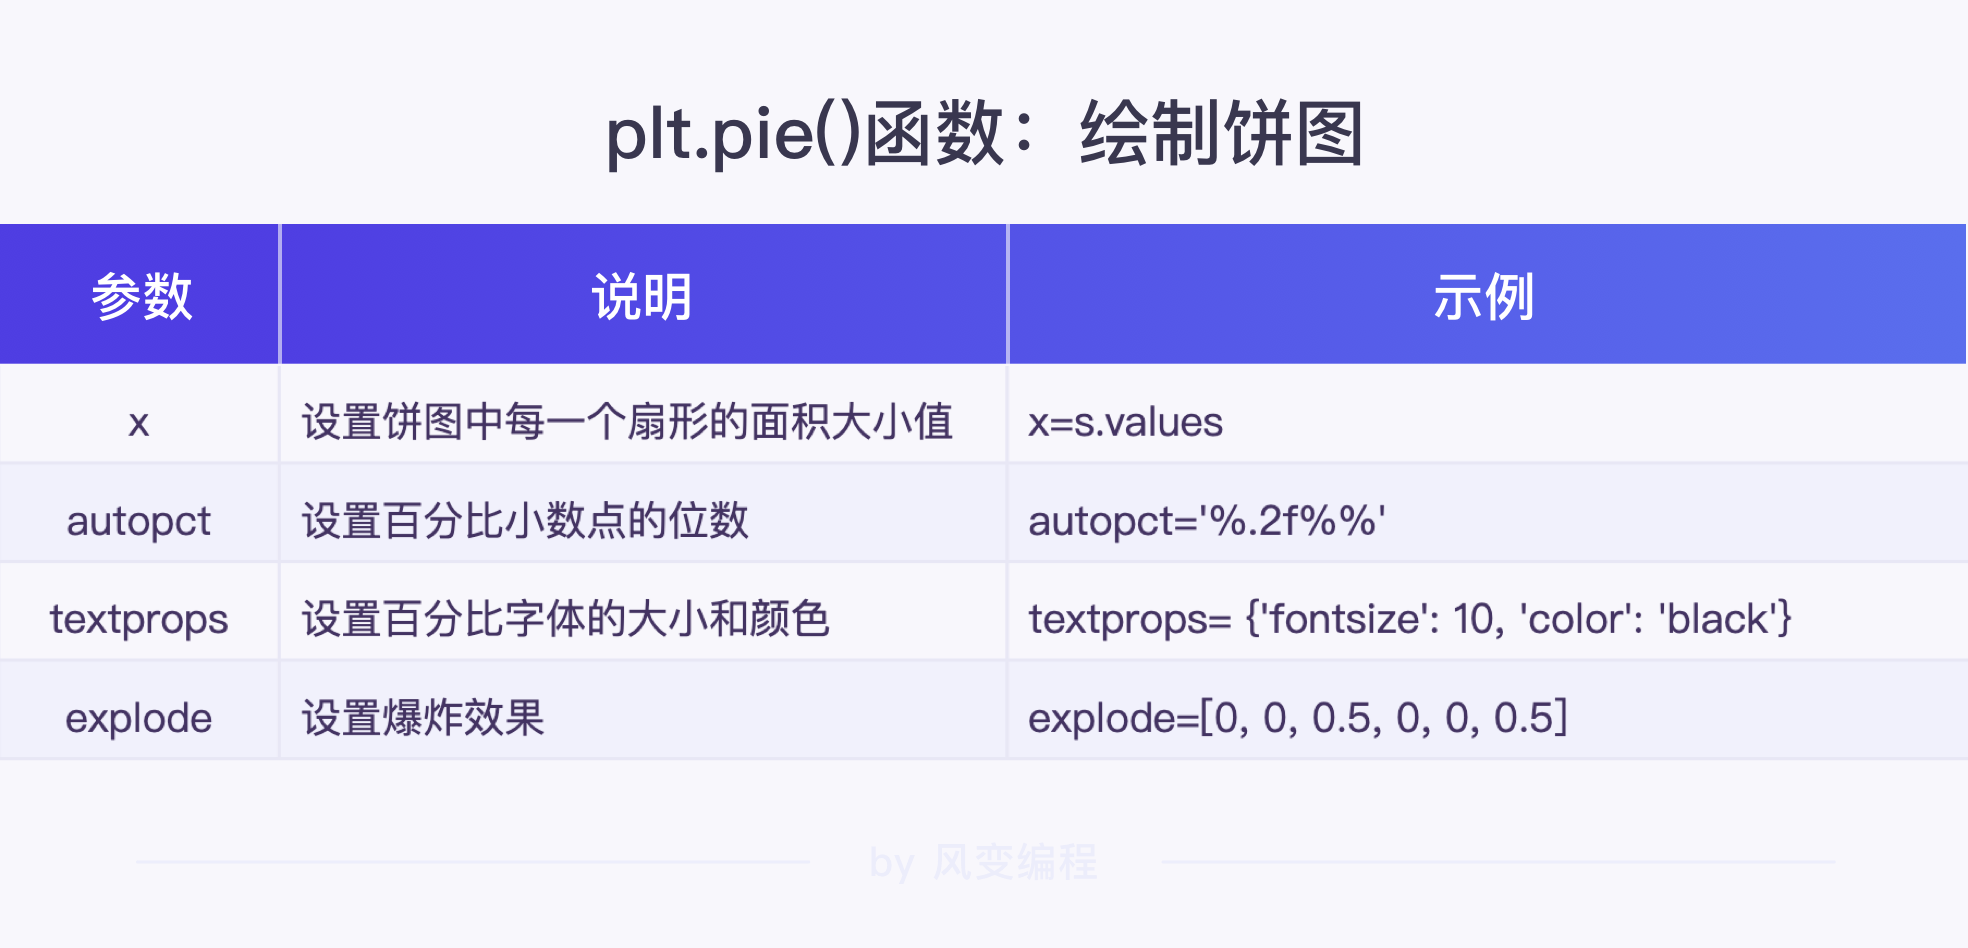 plt.pie()函数：绘制饼图
参数 说明 示例
x 设置饼图中每一个扇形的面积大小值 x=s.values
autopct 设置百分比小数点的位数 autopct='%.2f%%'
textprops 设置百分比字体的大小和颜色 textprops= {'fontsize': 10, 'color': 'black'}
explode 设置爆炸效果 explode=[0, 0, 0.5, 0, 0, 0.5]
by 风变编程